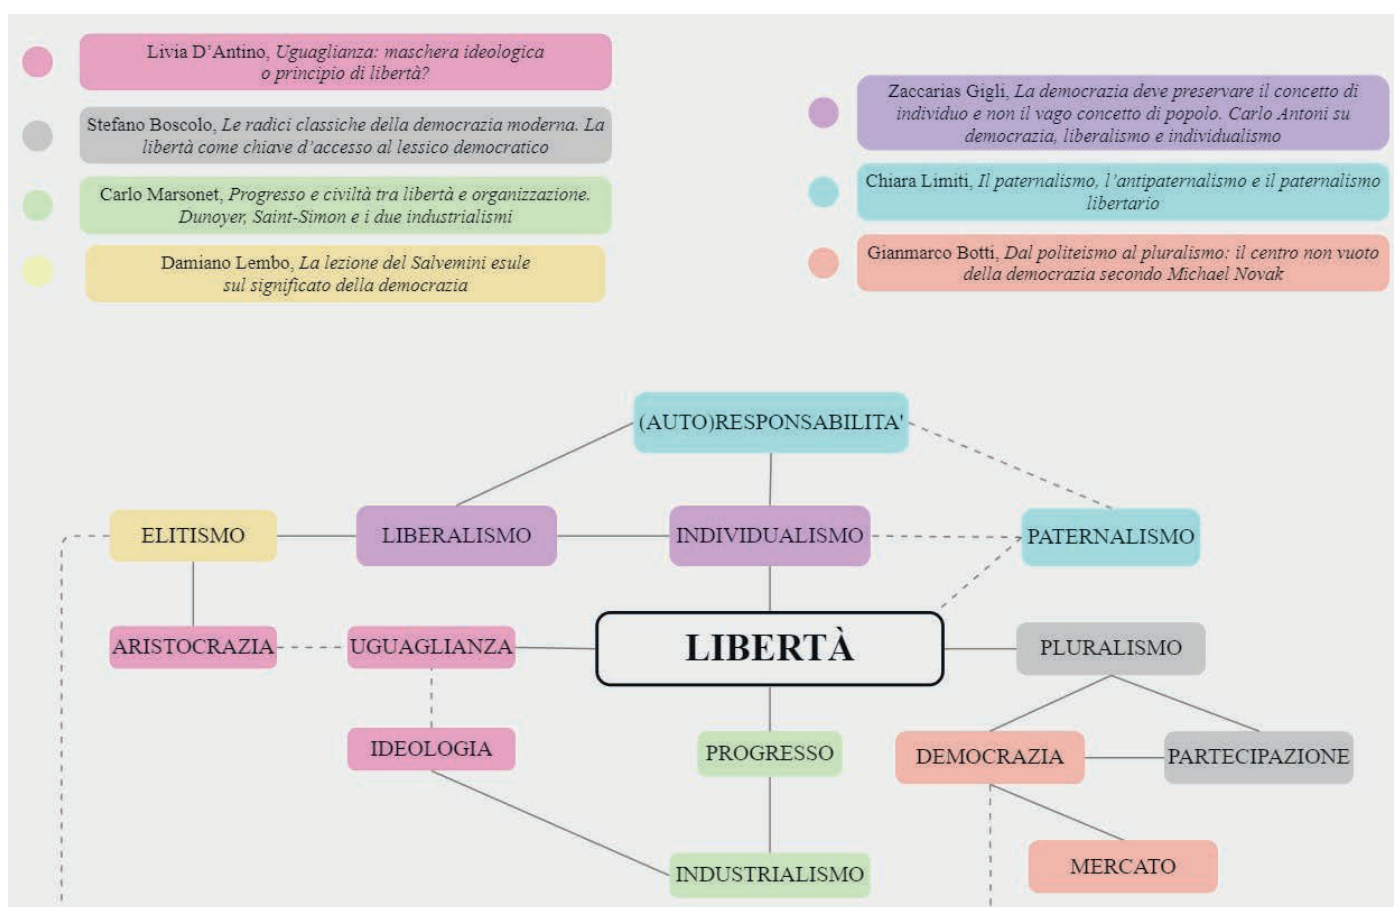 Livia D’Antino, Uguaglianza: maschera ideologica
o principio di libertà?
Stefano Boscolo, Le radici classiche della democrazia moderna. La
libertà come chiave d’accesso al lessico democratico
Carlo Marsonet, Progresso e civiltà tra libertà e organizzazione.
Dunoyer, Saint-Simon e i due industrialismi
Damiano Lembo, La lezione del Salvemini esule
sul significato della democrazia
Zaccarias Gigli, La democrazia deve preservare il concetto di
individuo e non il vago concetto di popolo. Carlo Antoni su
democrazia, liberalismo e individualismo
Chiara Limiti, Il paternalismo, l’antipaternalismo e il paternalismo
libertario
Gianmarco Botti, Dal politeismo al pluralismo: il centro non vuoto
della democrazia secondo Michael Novak
(AUTO)RESPONSABILITA'
ELITISMO
LIBERALISMO
INDIVIDUALISMO
PATERNALISMO
ARISTOCRAZIA
UGUAGLIANZA
LIBERTÀ
PLURALISMO
IDEOLOGIA
PROGRESSO
DEMOCRAZIA
PARTECIPAZIONE
INDUSTRIALISMO
MERCATO